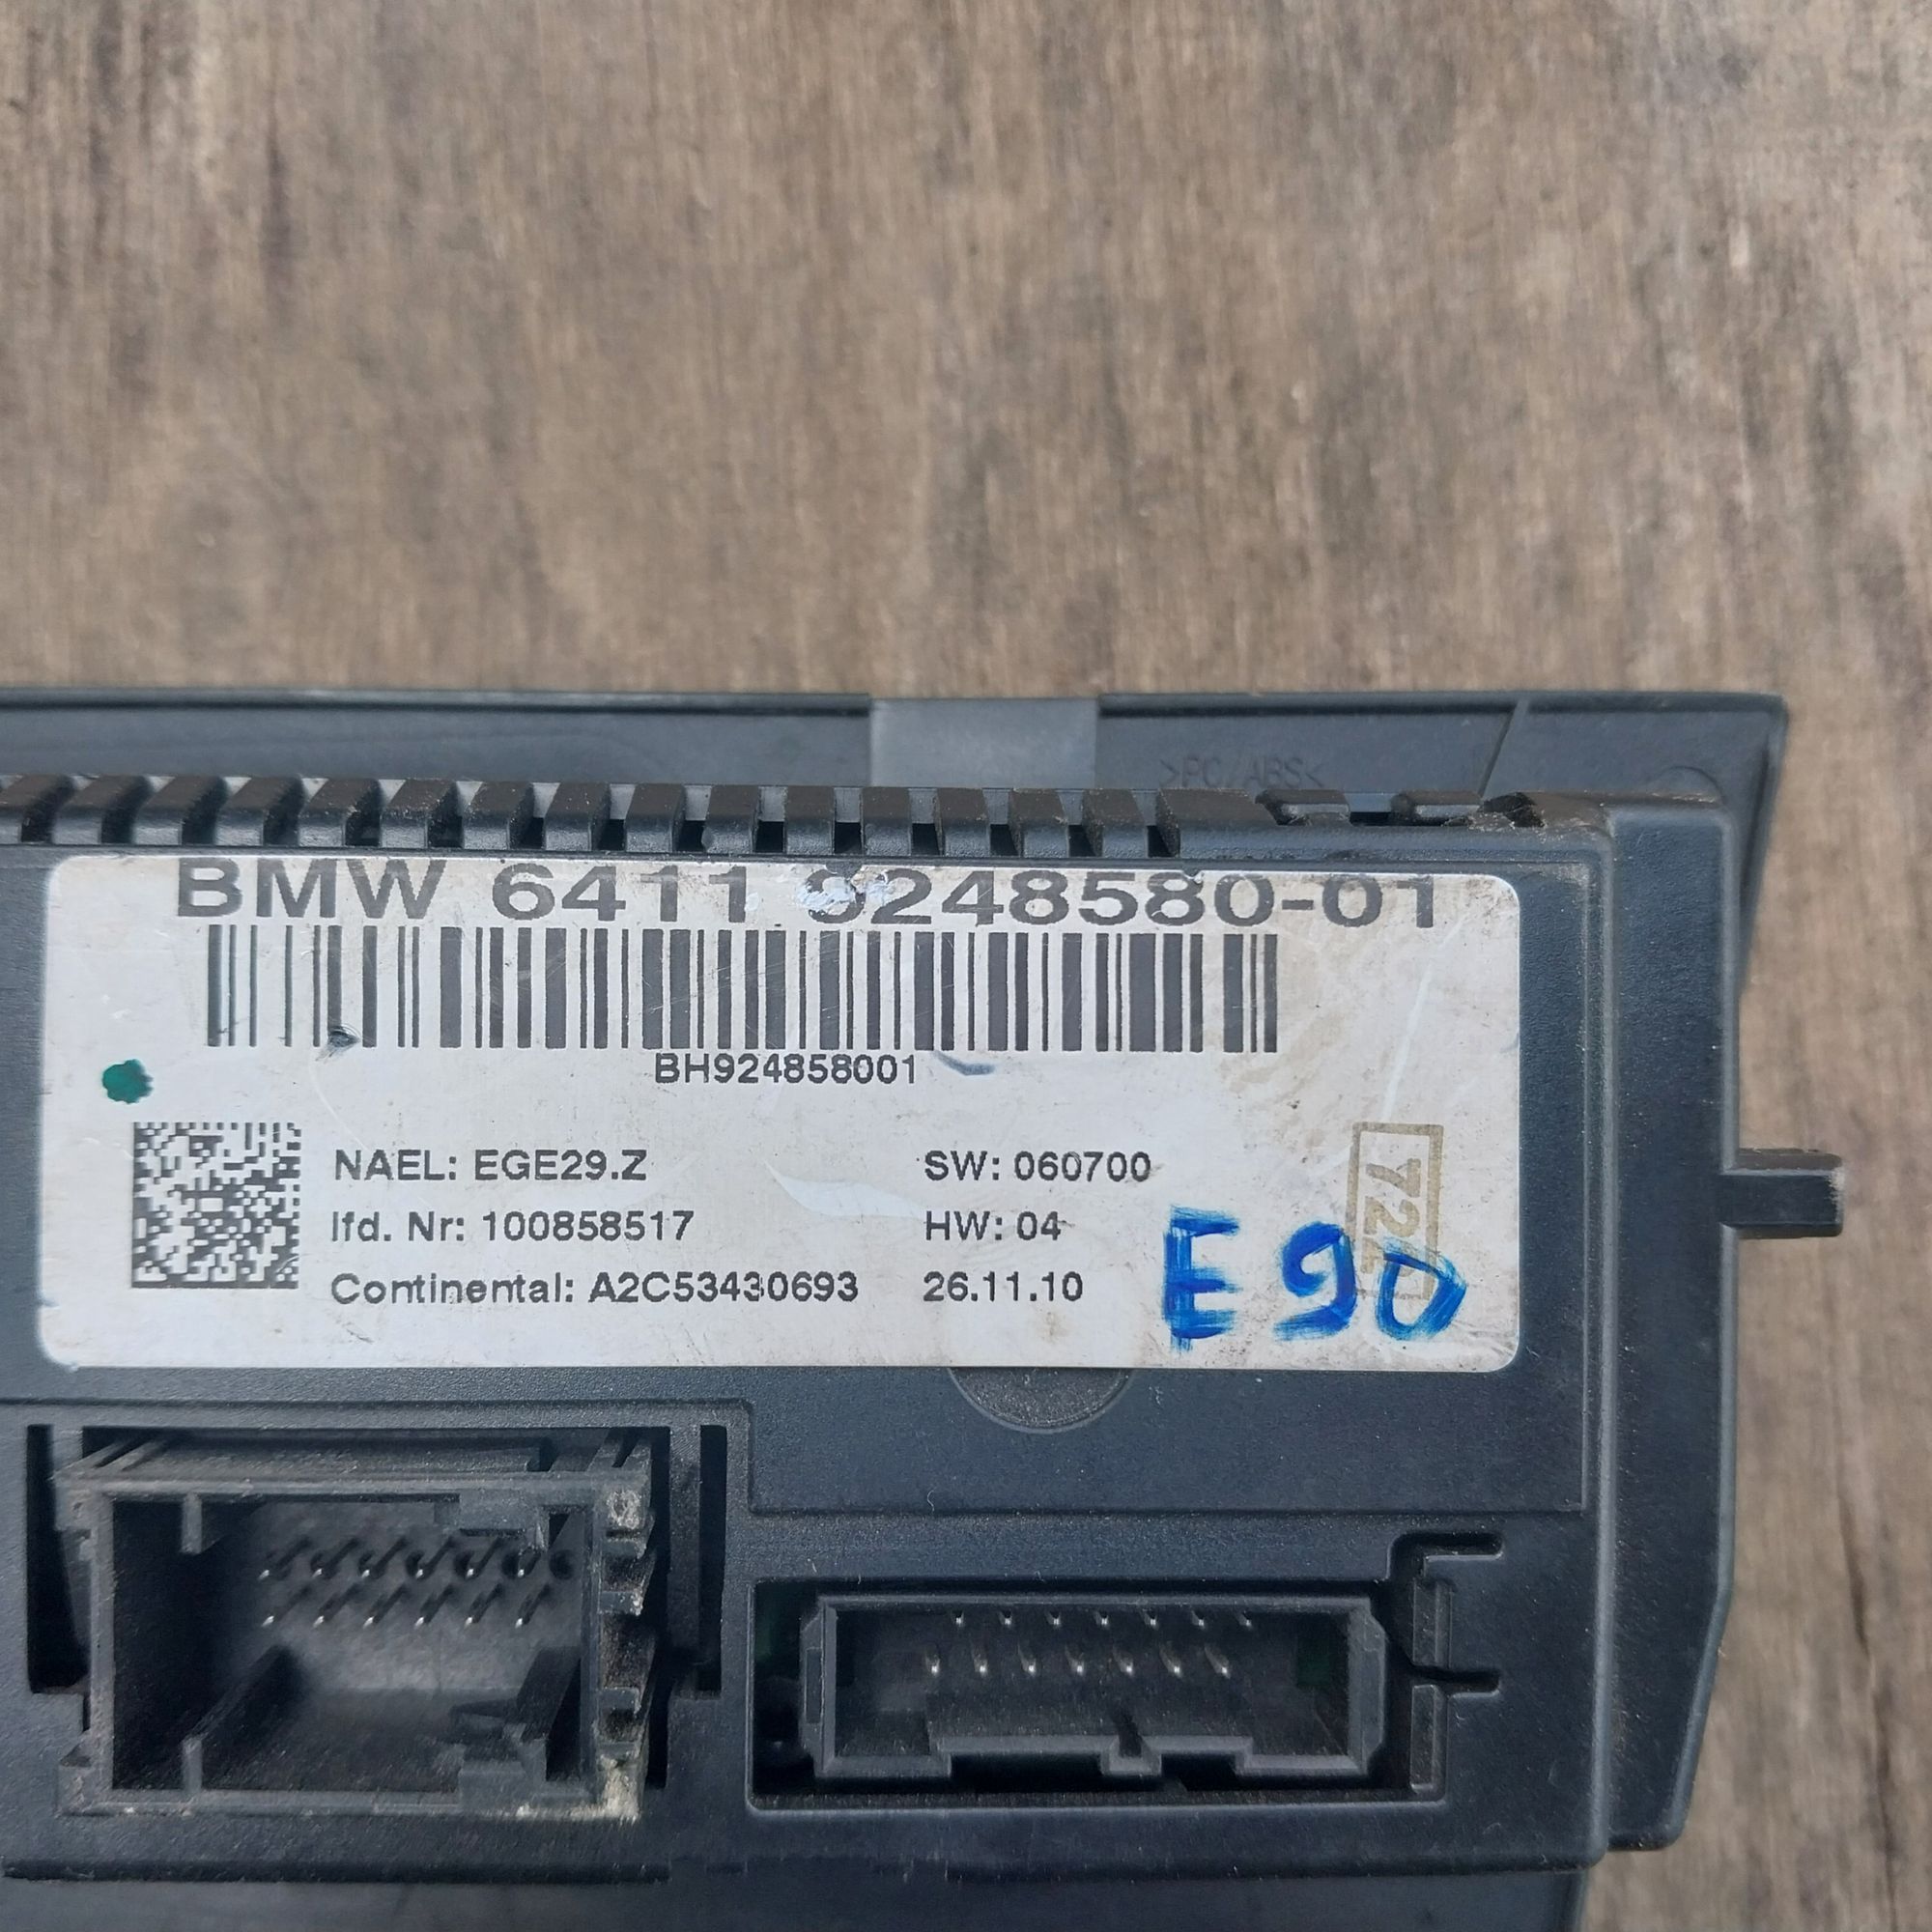 >PC/ABS<
BMW 6411 9248580-01
BH924858001
NAEL: EGE29.Z
SW: 060700
lfd. Nr: 100858517
HW: 04
Continental: A2C53430693
26.11.10
E90